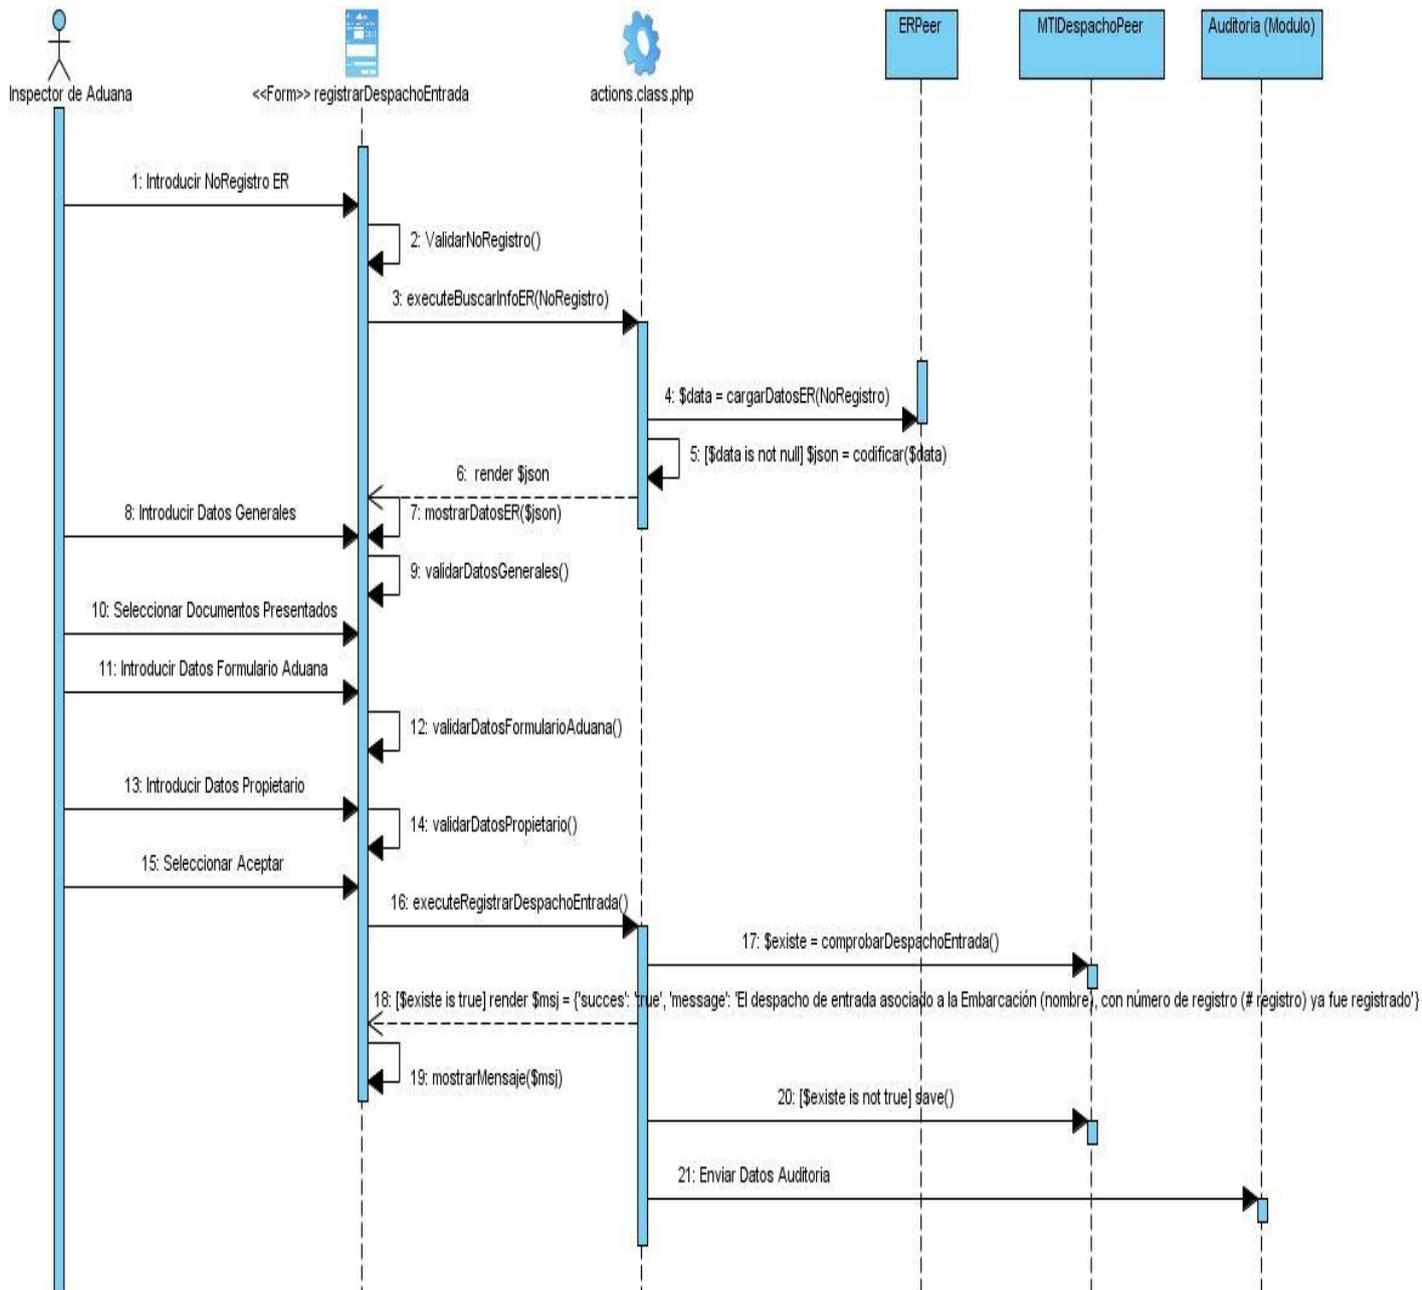 ERPeer
MTIDespachoPeer
Auditoria (Modulo)
Inspector de Aduana
<<Form>> registrarDespachoEntrada
actions.class.php
1: Introducir NoRegistro ER
2: ValidarNoRegistro()
3: executeBuscarInfoER(NoRegistro)
4: $data = cargarDatosER(NoRegistro)
5: [$data is not null] $json = codificar($data)
6: render $json
8: Introducir Datos Generales
7: mostrarDatosER($json)
9: validarDatosGenerales()
10: Seleccionar Documentos Presentados
11: Introducir Datos Formulario Aduana
12: validarDatosFormularioAduana()
13: Introducir Datos Propietario
14: validarDatosPropietario()
15: Seleccionar Aceptar
16: executeRegistrarDespachoEntrada()
17: $existe = comprobarDespachoEntrada()
18: [$existe is true] render $msj = {'succes': 'true', 'message': 'El despacho de entrada asociado a la Embarcación (nombre), con número de registro (# registro) ya fue registrado'}
19: mostrarMensaje($msj)
20: [$existe is not true] save()
21: Enviar Datos Auditoria